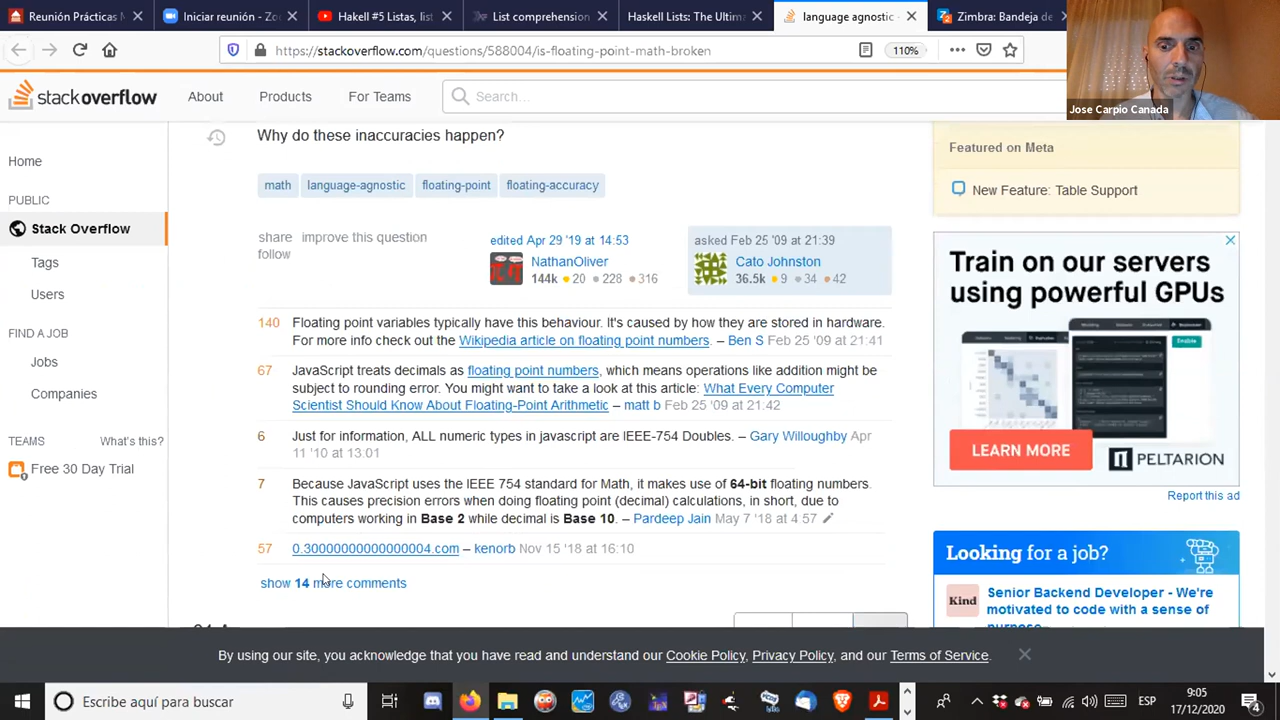 Reunión Prácticas M
Iniciar reunión - Zo
Hakell #5 Listas, list
List comprehension
Haskell Lists: The Ultima
language agnostic -
Zimbra: Bandeja de
https://stackoverflow.com/questions/588004/is-floating-point-math-broken
110%
Jose Carpio Canada
stackoverflow
About
Products
For Teams
Search...
Home
PUBLIC
Stack Overflow
Tags
Users
FIND A JOB
Jobs
Companies
TEAMS
What's this?
Free 30 Day Trial
Why do these inaccuracies happen?
math
language-agnostic
floating-point
floating-accuracy
share improve this question
follow
edited Apr 29 '19 at 14:53
NathanOliver
144k 20 228 316
asked Feb 25 '09 at 21:39
Cato Johnston
36.5k 9 34 42
140 Floating point variables typically have this behaviour. It's caused by how they are stored in hardware.
For more info check out the Wikipedia article on floating point numbers. – Ben S Feb 25 '09 at 21:41
67 JavaScript treats decimals as floating point numbers, which means operations like addition might be
subject to rounding error. You might want to take a look at this article: What Every Computer
Scientist Should Know About Floating-Point Arithmetic – matt b Feb 25 '09 at 21:42
6 Just for information, ALL numeric types in javascript are IEEE-754 Doubles. – Gary Willoughby Apr
11 '10 at 13:01
7 Because JavaScript uses the IEEE 754 standard for Math, it makes use of 64-bit floating numbers.
This causes precision errors when doing floating point (decimal) calculations, in short, due to
computers working in Base 2 while decimal is Base 10. – Pardeep Jain May 7 '18 at 4:57
57 0.30000000000000004.com – kenorb Nov 15 '18 at 16:10
show 14 more comments
Featured on Meta
New Feature: Table Support
Train on our servers
using powerful GPUs
LEARN MORE
PELTARION
Report this ad
Looking for a job?
Kind
Senior Backend Developer - We're
motivated to code with a sense of
purpose
By using our site, you acknowledge that you have read and understand our Cookie Policy, Privacy Policy, and our Terms of Service.
Escribe aquí para buscar
ESP
9:05
17/12/2020
4